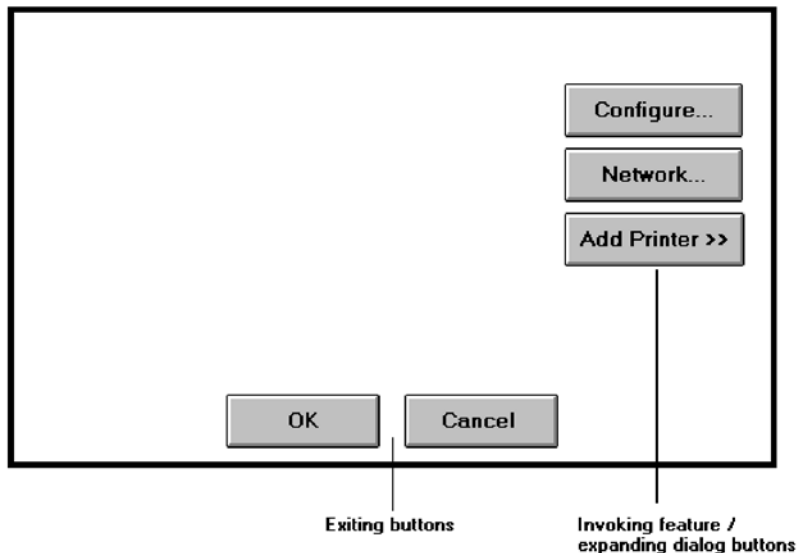 Configure...
Network...
Add Printer >>
OK Cancel
Exiting buttons
Invoking feature /
expanding dialog buttons